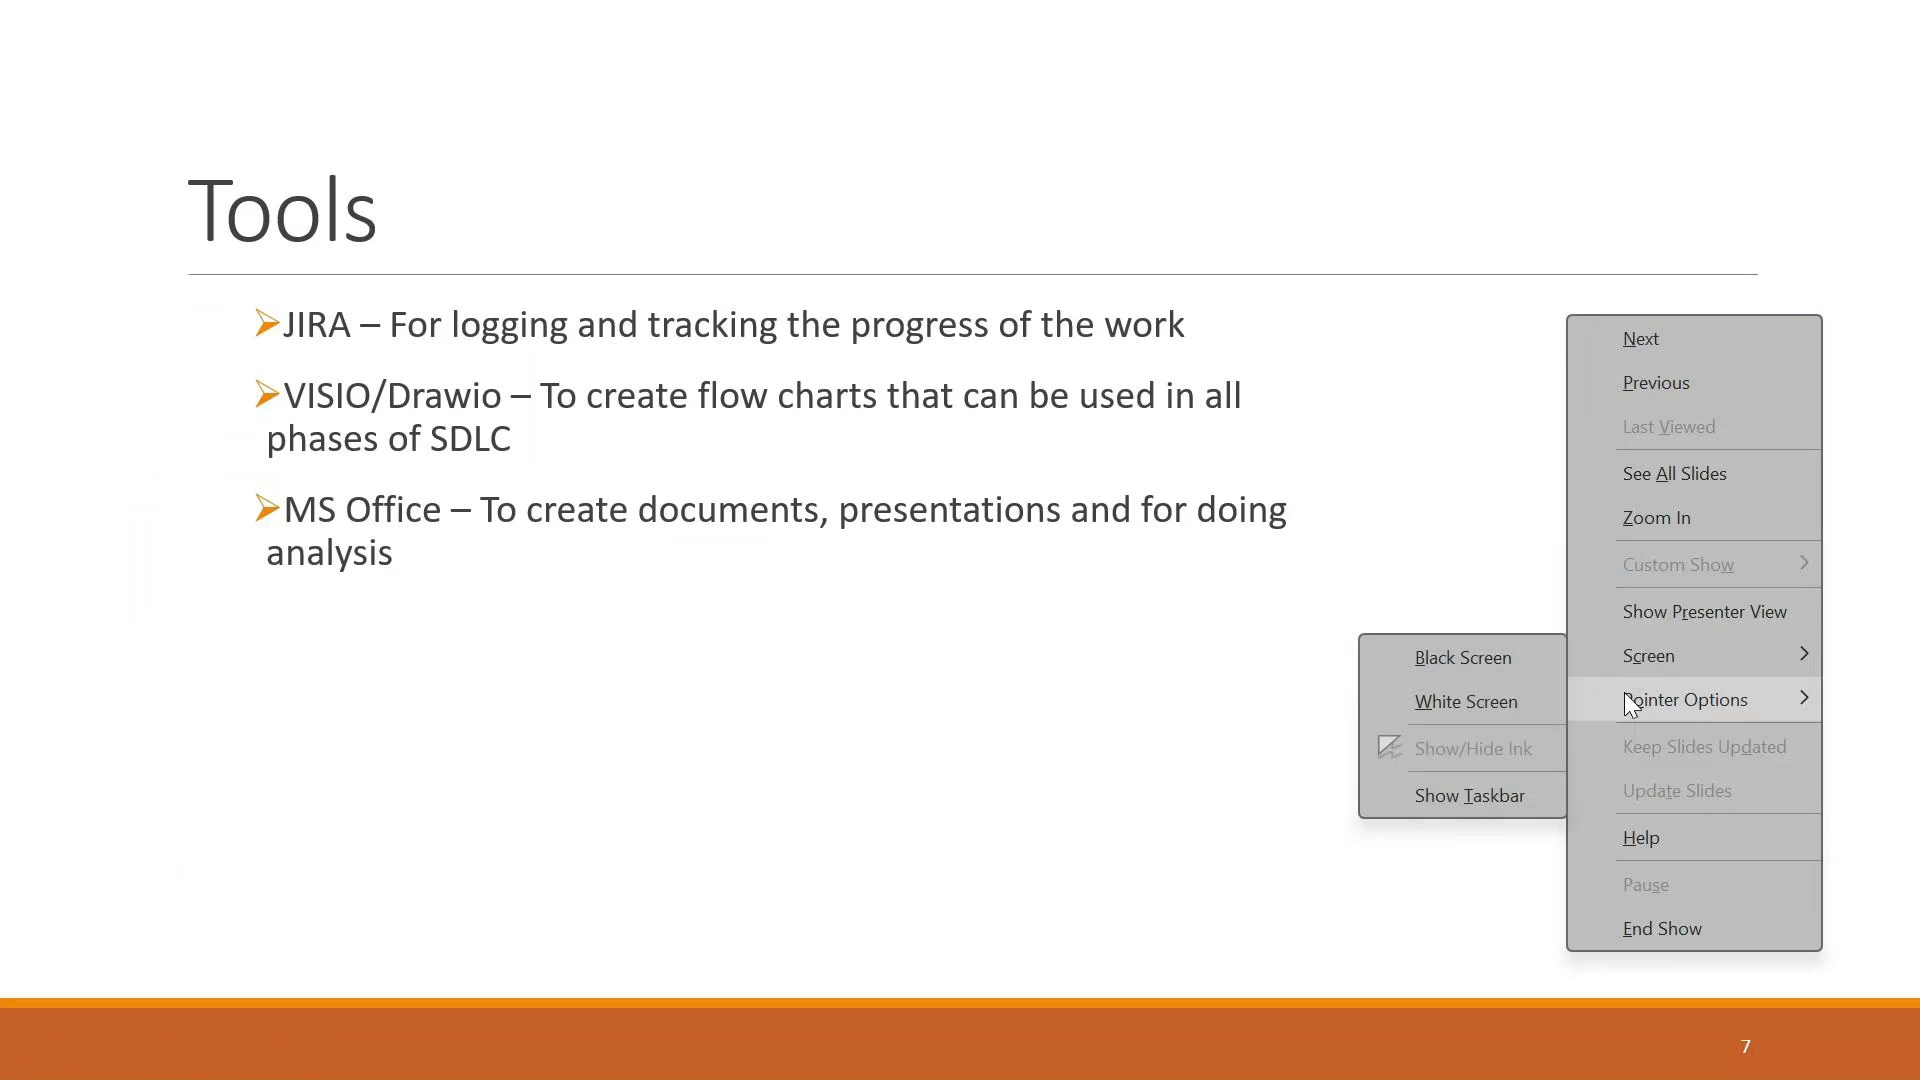 Tools
JIRA – For logging and tracking the progress of the work
VISIO/Drawio – To create flow charts that can be used in all
phases of SDLC
MS Office – To create documents, presentations and for doing
analysis
Next
Previous
Last Viewed
See All Slides
Zoom In
Custom Show
Show Presenter View
Screen
Pointer Options
Keep Slides Updated
Update Slides
Help
Pause
End Show
Black Screen
White Screen
Show/Hide Ink
Show Taskbar
7